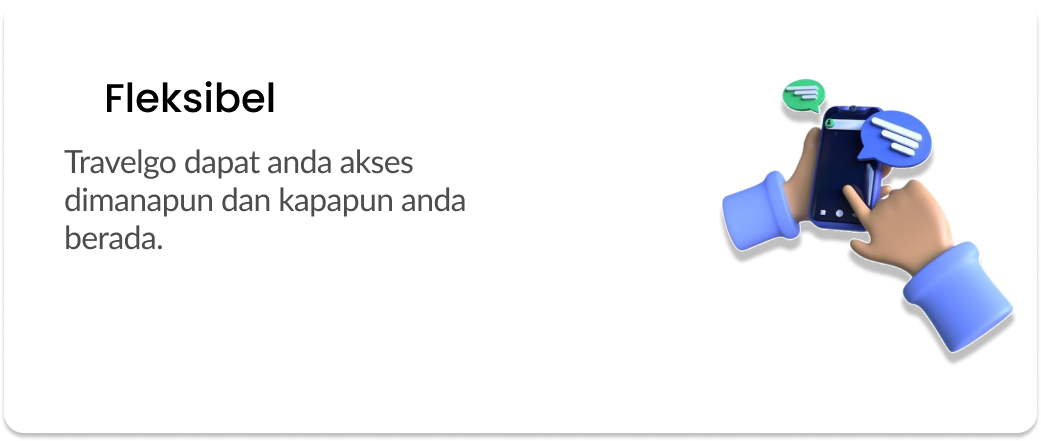 Fleksibel
Travelgo dapat anda akses
dimanapun dan kapapun anda
berada.